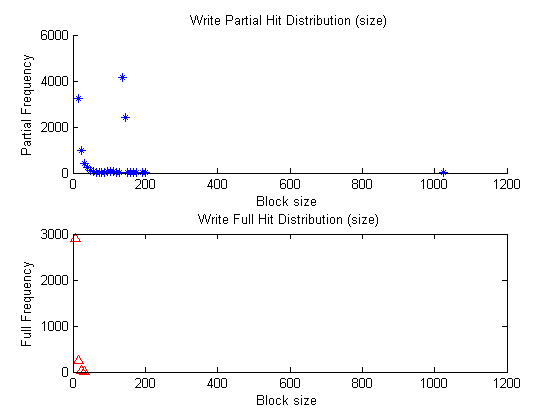 Write Partial Hit Distribution (size)
6000
4000
2000
0
Partial Frequency
0 200 400 600 800 1000 1200
Block size
Write Full Hit Distribution (size)
3000
2000
1000
0
Full Frequency
0 200 400 600 800 1000 1200
Block size